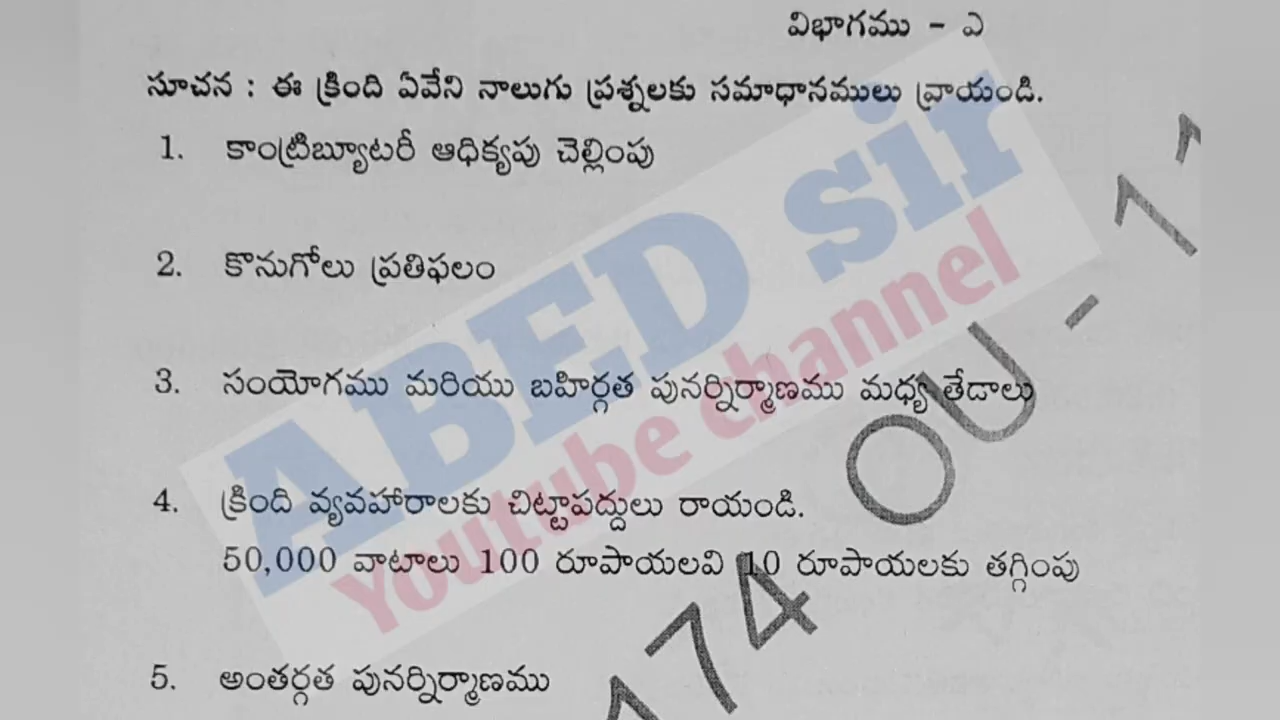 విభాగము - ఎ
సూచన : ఈ క్రింది ఏవేని నాలుగు ప్రశ్నలకు సమాధానములు వ్రాయండి.
1. కాంట్రిబ్యూటరీ ఆధిక్యపు చెల్లింపు
2. కొనుగోలు ప్రతిఫలం
3. సంయోగము మరియు బహిర్గత పునర్నిర్మాణము మధ్య తేడాలు
4. క్రింది వ్యవహారాలకు చిట్టాపద్దులు రాయండి.
50,000 వాటాలు 100 రూపాయలవి 10 రూపాయలకు తగ్గింపు
5. అంతర్గత పునర్నిర్మాణము
ABED sir
Youtube channel
174 OU - 1